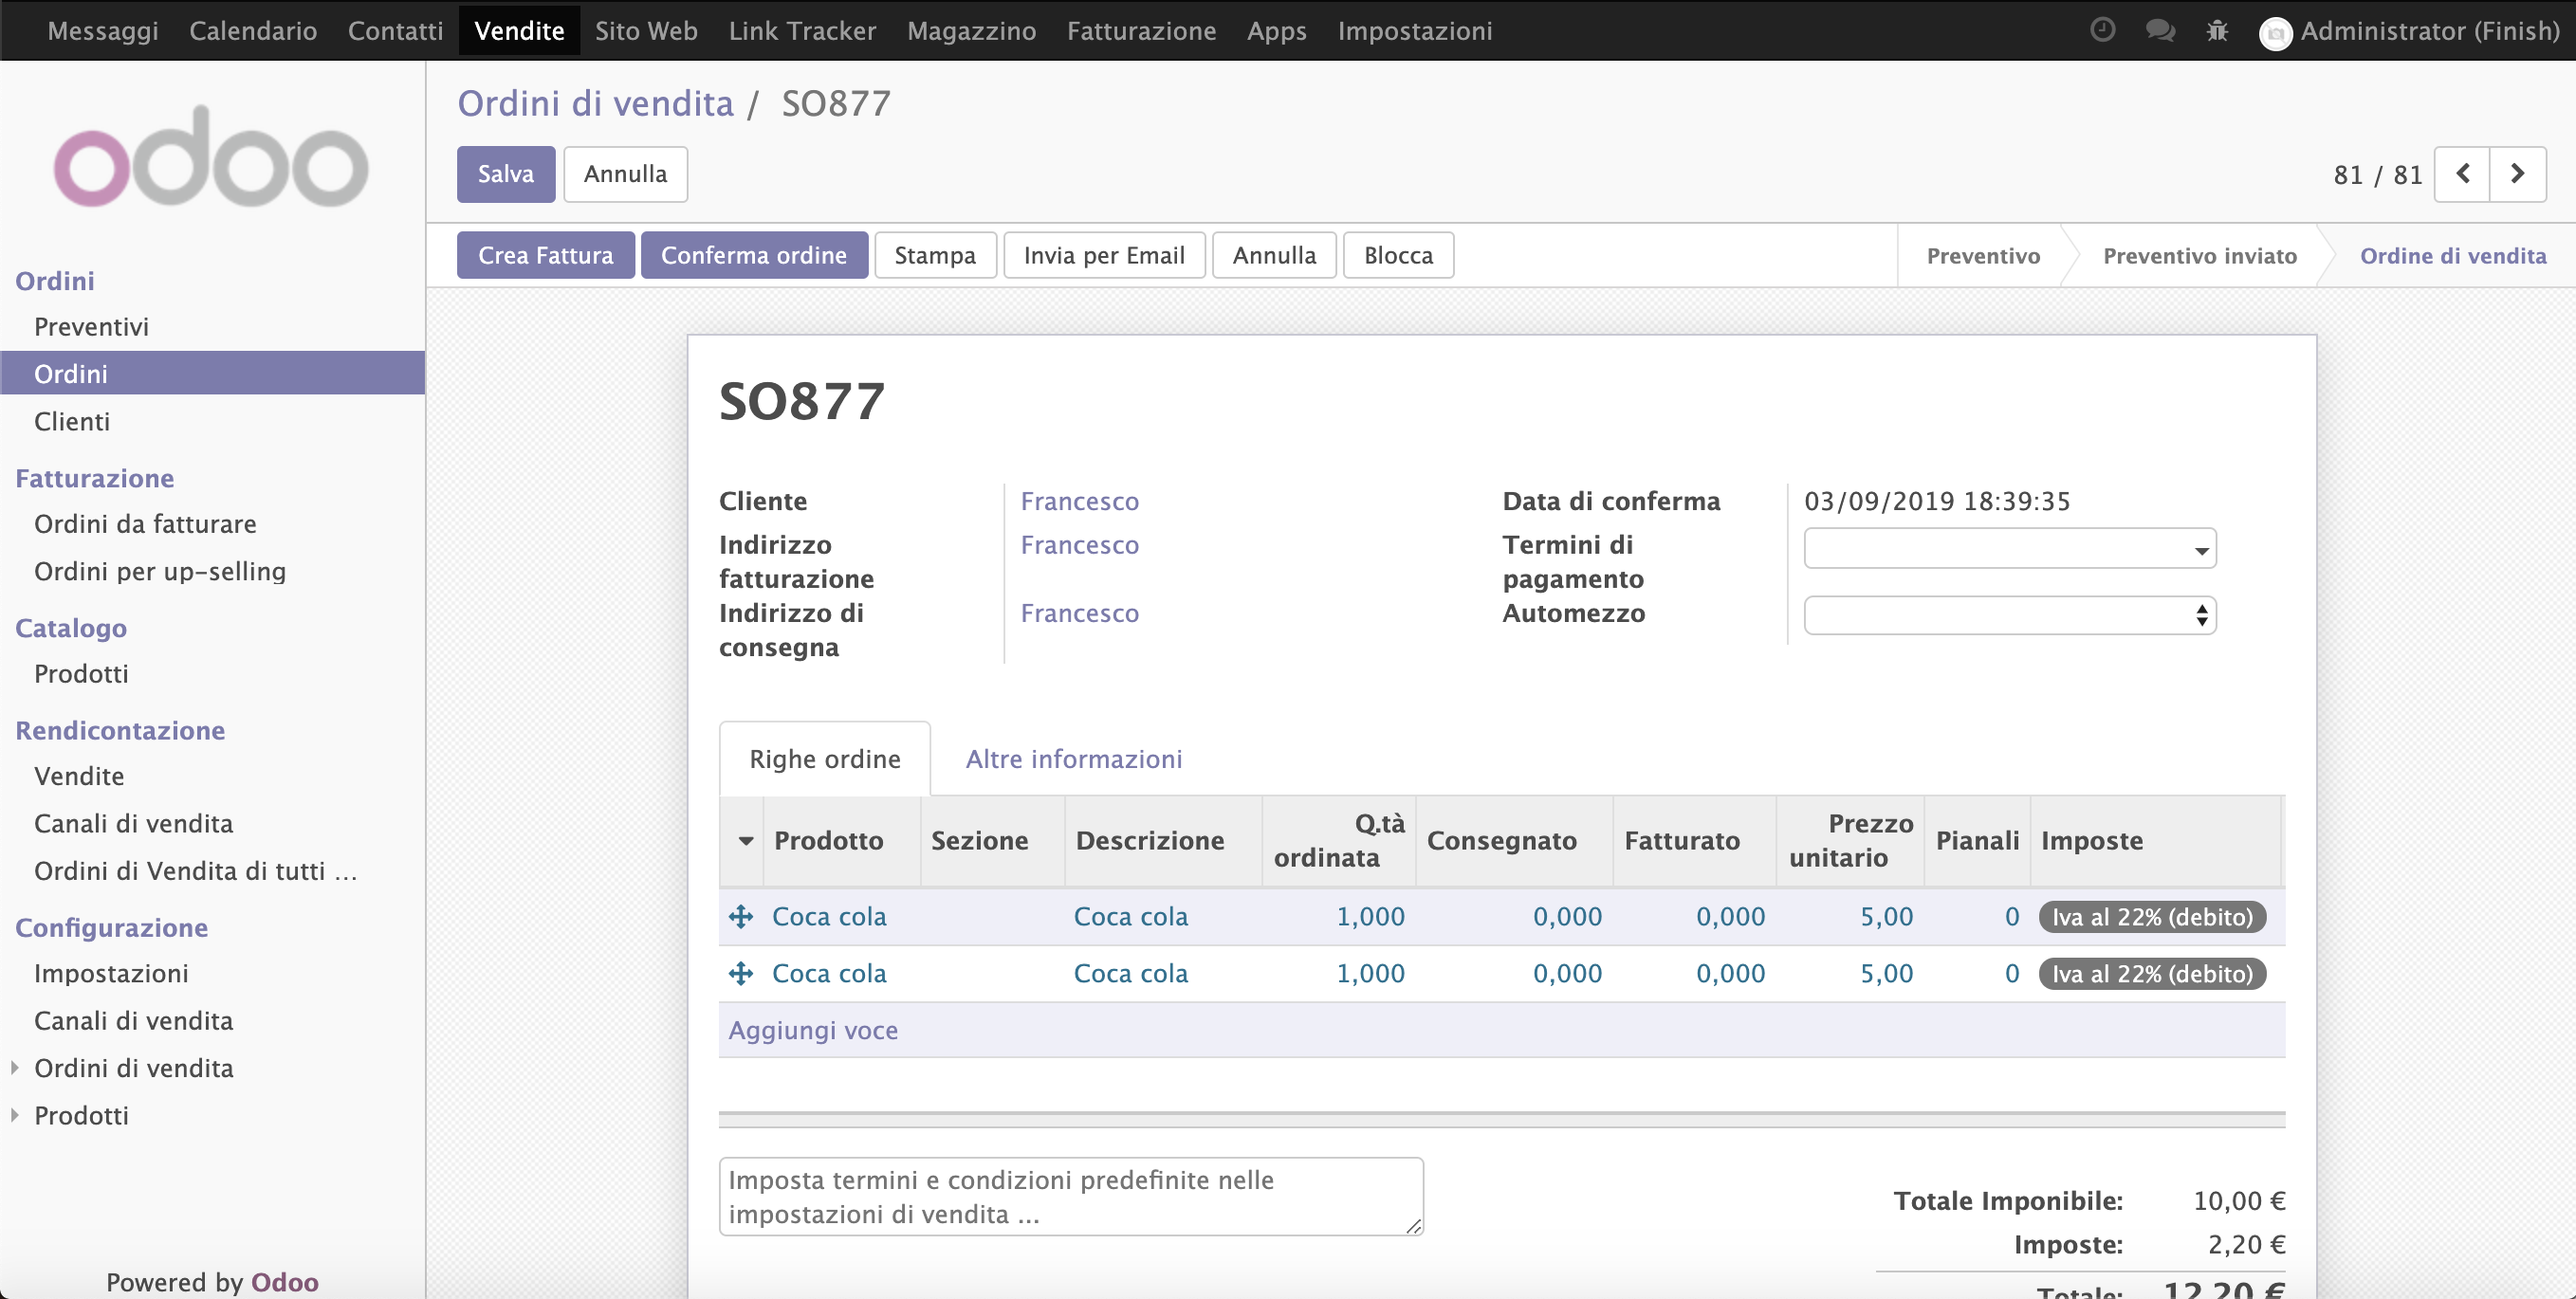 Messaggi Calendario Contatti Vendite Sito Web Link Tracker Magazzino Fatturazione Apps Impostazioni Administrator (Finish)
odoo
Ordini
Preventivi
Ordini
Clienti
Fatturazione
Ordini da fatturare
Ordini per up-selling
Catalogo
Prodotti
Rendicontazione
Vendite
Canali di vendita
Ordini di Vendita di tutti ...
Configurazione
Impostazioni
Canali di vendita
Ordini di vendita
Prodotti
Powered by Odoo
Ordini di vendita / SO877
Salva Annulla 81 / 81
Crea Fattura Conferma ordine Stampa Invia per Email Annulla Blocca Preventivo Preventivo inviato Ordine di vendita
SO877
Cliente Francesco
Indirizzo fatturazione Francesco
Indirizzo di consegna Francesco
Data di conferma 03/09/2019 18:39:35
Termini di pagamento
Automezzo
Righe ordine Altre informazioni
Prodotto Sezione Descrizione Q.tà ordinata Consegnato Fatturato Prezzo unitario Pianali Imposte
Coca cola Coca cola 1,000 0,000 0,000 5,00 0 Iva al 22% (debito)
Coca cola Coca cola 1,000 0,000 0,000 5,00 0 Iva al 22% (debito)
Aggiungi voce
Imposta termini e condizioni predefinite nelle
impostazioni di vendita ...
Totale Imponibile: 10,00 €
Imposte: 2,20 €
Totale: 12,20 €